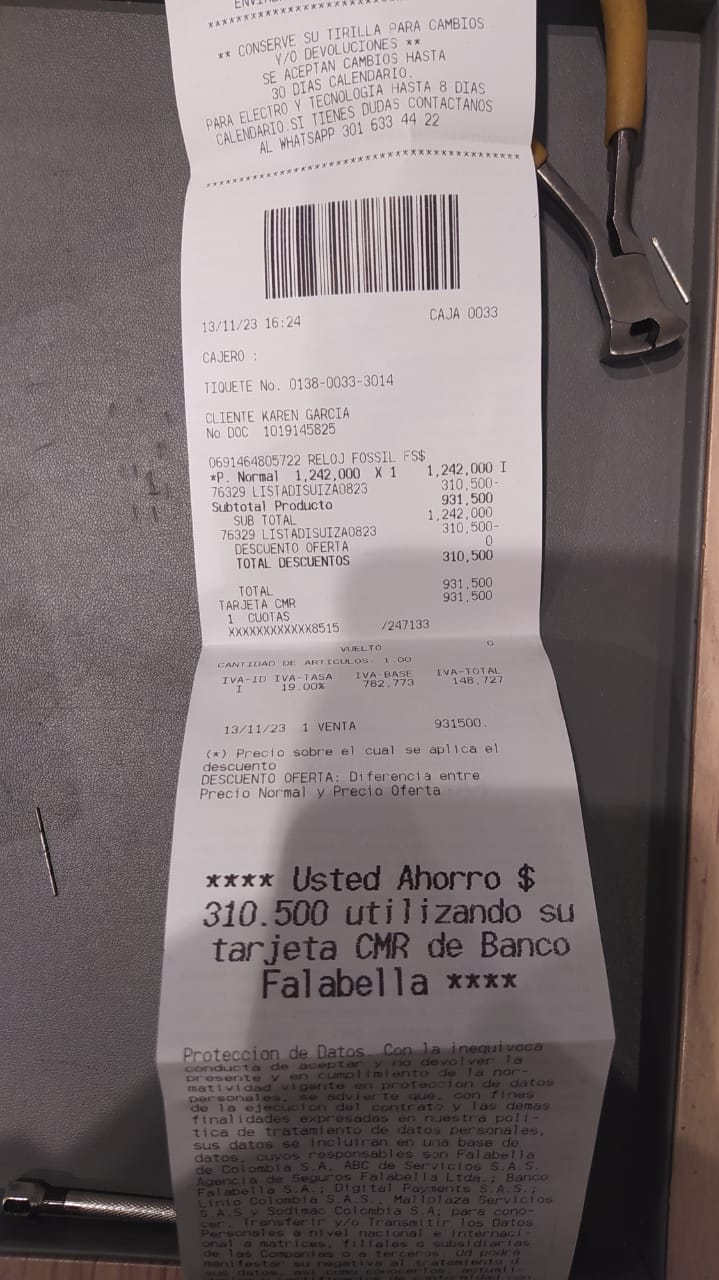 ************************************
** CONSERVE SU TIRILLA PARA CAMBIOS
Y/O DEVOLUCIONES **
SE ACEPTAN CAMBIOS HASTA
30 DIAS CALENDARIO.
PARA ELECTRO Y TECNOLOGIA HASTA 8 DIAS
CALENDARIO.SI TIENES DUDAS CONTACTANOS
AL WHATSAPP 301 633 44 22
****************************************
13/11/23 16:24 CAJA 0033
CAJERO :
TIQUETE No. 0138-0033-3014
CLIENTE KAREN GARCIA
No DOC 1019145825
0691464805722 RELOJ FOSSIL FS$
*P. Normal 1,242,000 X 1 1,242,000 I
76329 LISTADISUIZA0823 310,500-
Subtotal Producto 931,500
SUB TOTAL 1,242,000
76329 LISTADISUIZA0823 310,500-
DESCUENTO OFERTA 0
TOTAL DESCUENTOS 310,500
TOTAL 931,500
TARJETA CMR 931,500
1 CUOTAS
XXXXXXXXXXXX8515 /247133
VUELTO 0
CANTIDAD DE ARTICULOS: 1.00
IVA-ID IVA-TASA IVA-BASE IVA-TOTAL
I 19.00% 782,773 148,727
13/11/23 1 VENTA 931500.
(*) Precio sobre el cual se aplica el
descuento
DESCUENTO OFERTA: Diferencia entre
Precio Normal y Precio Oferta
**** Usted Ahorro $
310.500 utilizando su
tarjeta CMR de Banco
Falabella ****
Proteccion de Datos. Con la inequivoca
conducta de aceptar y no devolver la
presente y en cumplimiento de la nor-
matividad vigente en proteccion de datos
personales, se advierte que, con fines
de la ejecucion del contrato y las demas
finalidades expresadas en nuestra poli-
tica de tratamiento de datos personales,
sus datos se incluiran en una base de
datos, cuyos responsables son Falabella
de Colombia S.A, ABC de Servicios S.A.S.
Agencia de Seguros Falabella Ltda.; Banco
Falabella S.A.; Digital Payments S.A.S.;
Linio Colombia S.A.S., Mallplaza Servicios
S.A.S y Sodimac Colombia S.A; para cono-
cer, Transferir y/o Transmitir los Datos
Personales a nivel nacional e internaci-
onal a matrices, filiales o subsidiarias
de las Companias o a terceros. Ud podra
manifestar su negativa al tratamiento d